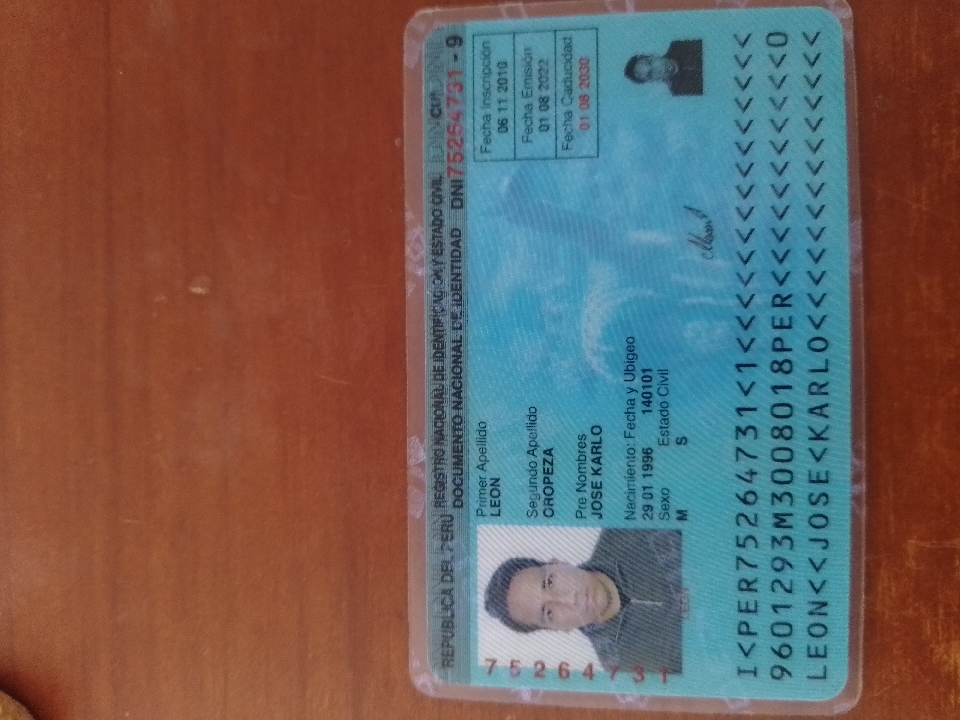 REPUBLICA DEL PERU REGISTRO NACIONAL DE IDENTIFICACION Y ESTADO CIVIL CUI
DOCUMENTO NACIONAL DE IDENTIDAD DNI 75264731 - 9
Primer Apellido
LEON
Segundo Apellido
OROPEZA
Pre Nombres
JOSE KARLO
Nacimiento: Fecha y Ubigeo
29 01 1996 140101
Sexo Estado Civil
M S
Fecha Inscripción
06 11 2010
Fecha Emisión
01 08 2022
Fecha Caducidad
01 08 2030
75264731
I<PER75264731<1<<<<<<<<<<<<<<<
9601293M3008018PER<<<<<<<<<<<0
LEON<<JOSE<KARLO<<<<<<<<<<<<<<